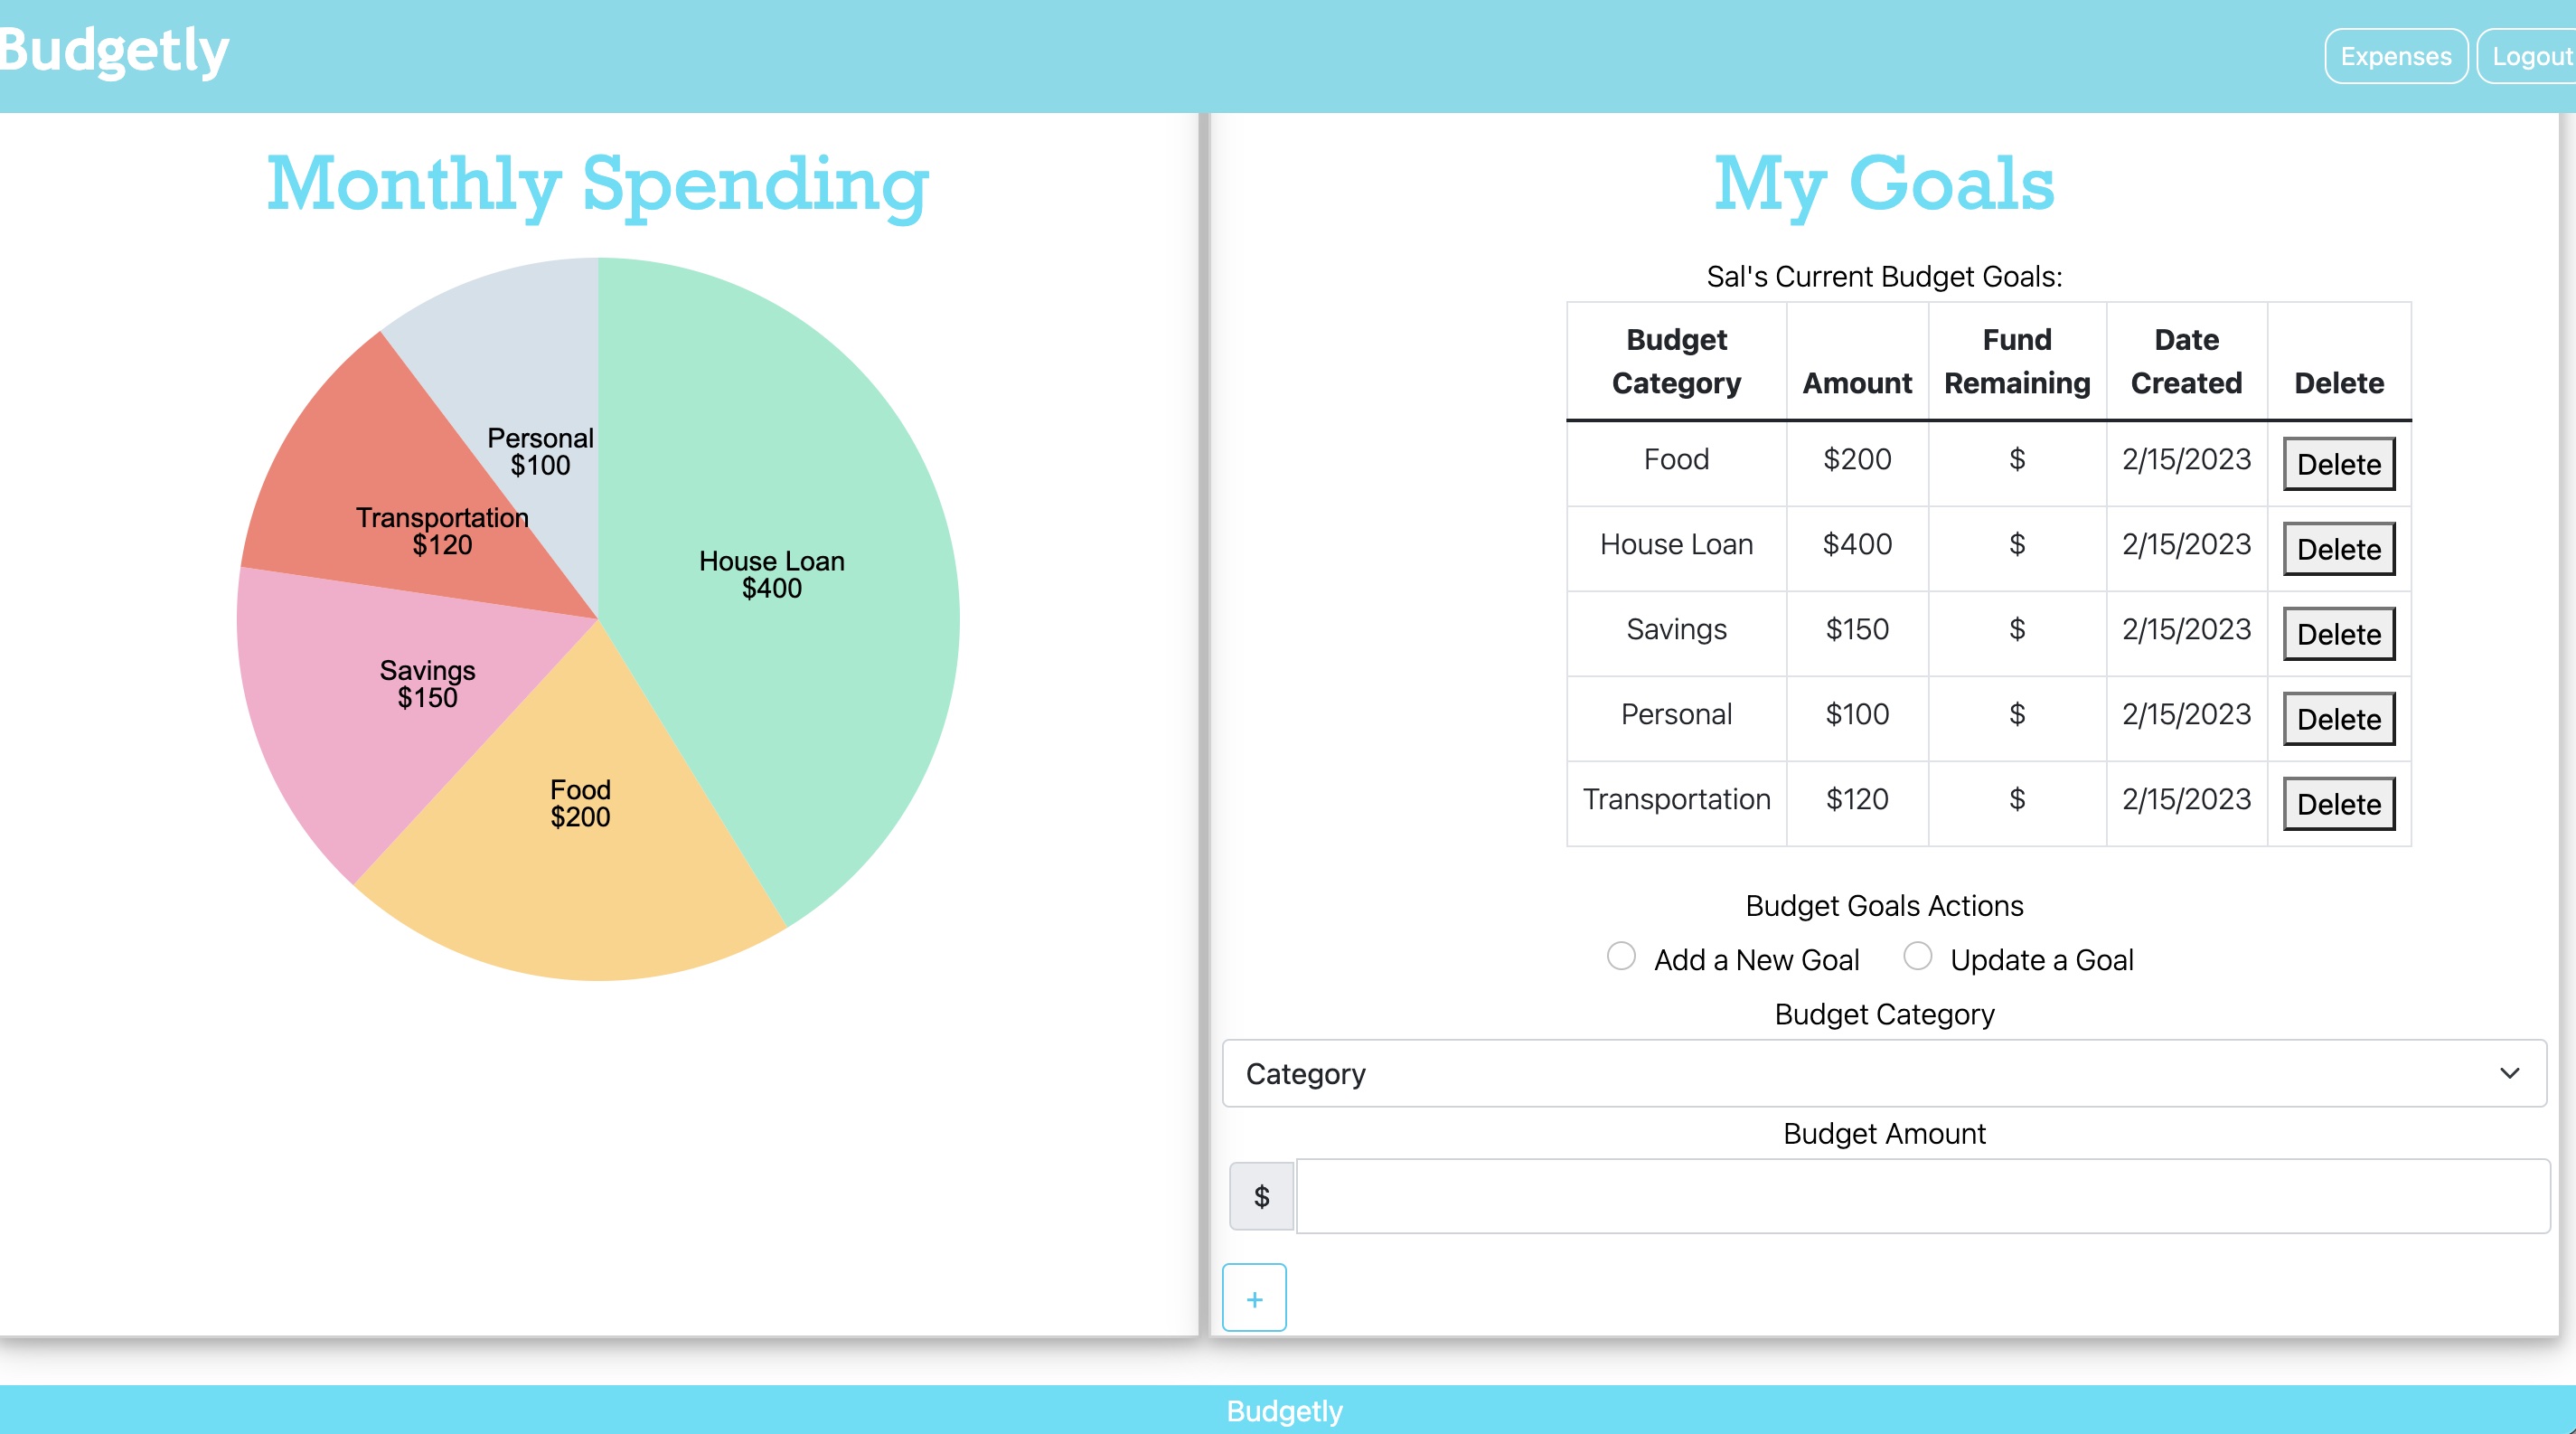 Budgetly
Expenses
Logout
Monthly Spending
Personal
$100
Transportation
$120
House Loan
$400
Savings
$150
Food
$200
My Goals
Sal's Current Budget Goals:
Budget Category Amount Fund Remaining Date Created Delete
Food $200 $ 2/15/2023 Delete
House Loan $400 $ 2/15/2023 Delete
Savings $150 $ 2/15/2023 Delete
Personal $100 $ 2/15/2023 Delete
Transportation $120 $ 2/15/2023 Delete
Budget Goals Actions
Add a New Goal Update a Goal
Budget Category
Category
Budget Amount
$
+
Budgetly